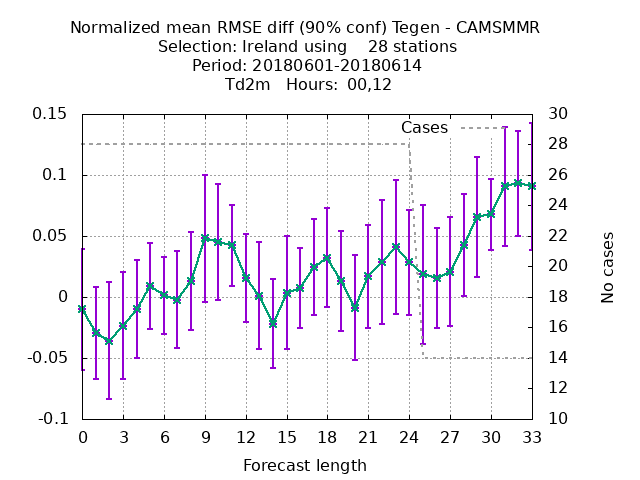 Normalized mean RMSE diff (90% conf) Tegen - CAMSMMR
Selection: Ireland using    28 stations
Period: 20180601-20180614
Td2m   Hours:  00,12
0.15
0.1
0.05
0
-0.05
-0.1
Cases
30
28
26
24
22
20
18
16
14
12
10
No cases
0 3 6 9 12 15 18 21 24 27 30 33
Forecast length